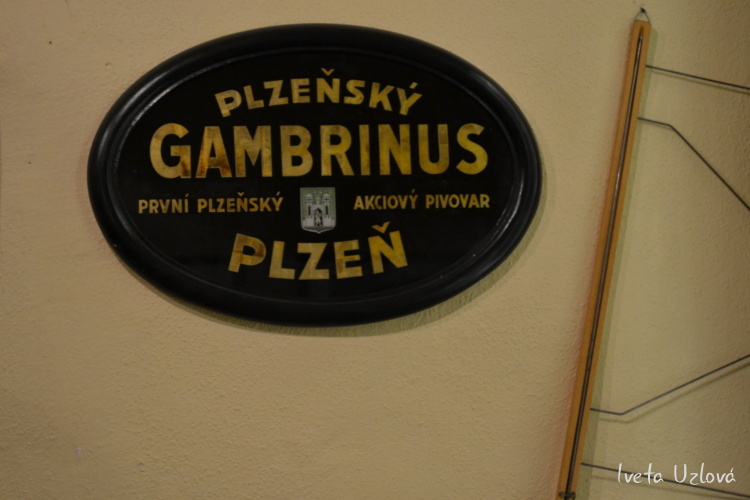 PLZEŇSKÝ
GAMBRINUS
PRVNÍ PLZEŇSKÝ AKCIOVÝ PIVOVAR
PLZEŇ
Iveta Uzlová